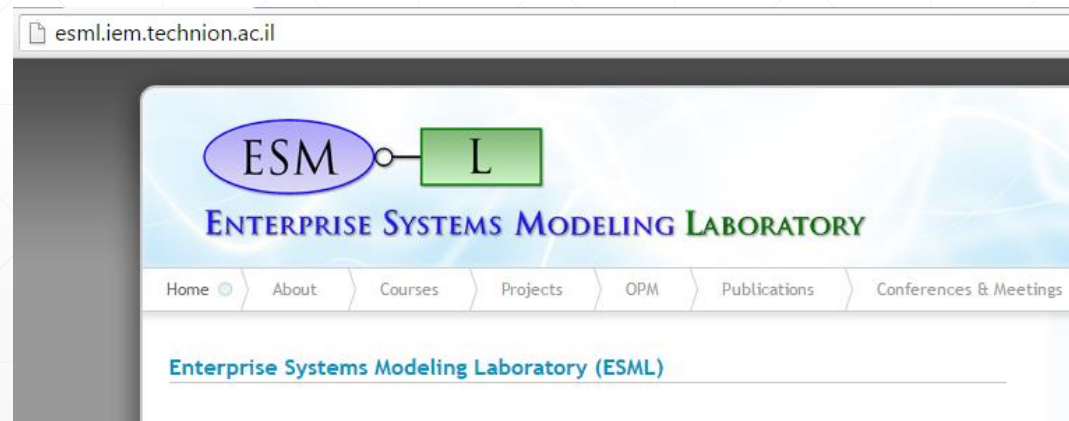 esml.iem.technion.ac.il
ESM L
ENTERPRISE SYSTEMS MODELING LABORATORY
Home About Courses Projects OPM Publications Conferences & Meetings
Enterprise Systems Modeling Laboratory (ESML)